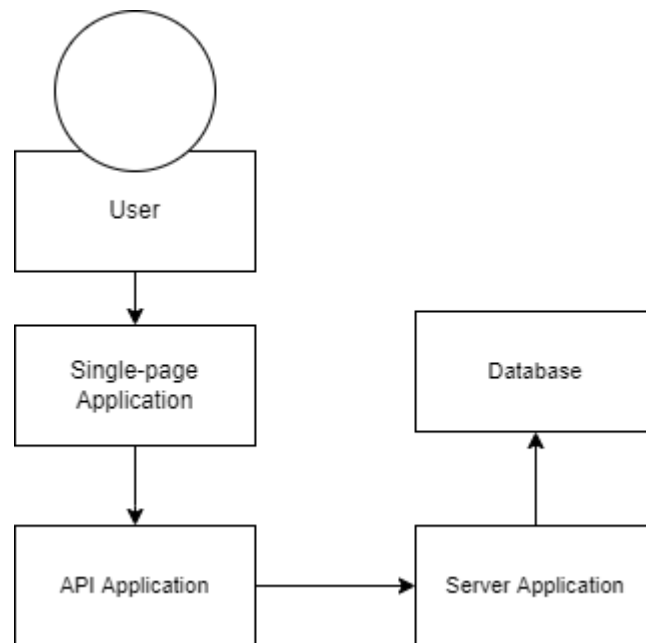 User
Single-page
Application
Database
API Application
Server Application